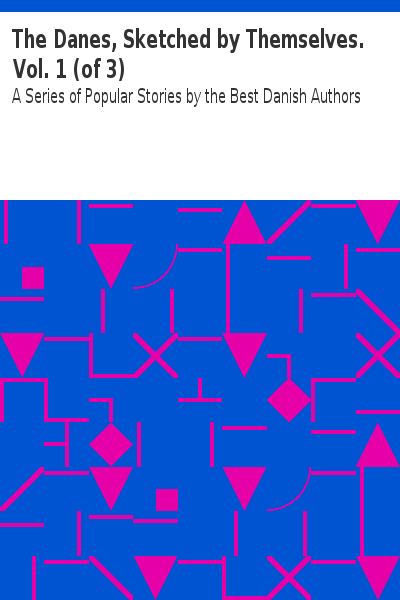 The Danes, Sketched by Themselves.
Vol. 1 (of 3)
A Series of Popular Stories by the Best Danish Authors